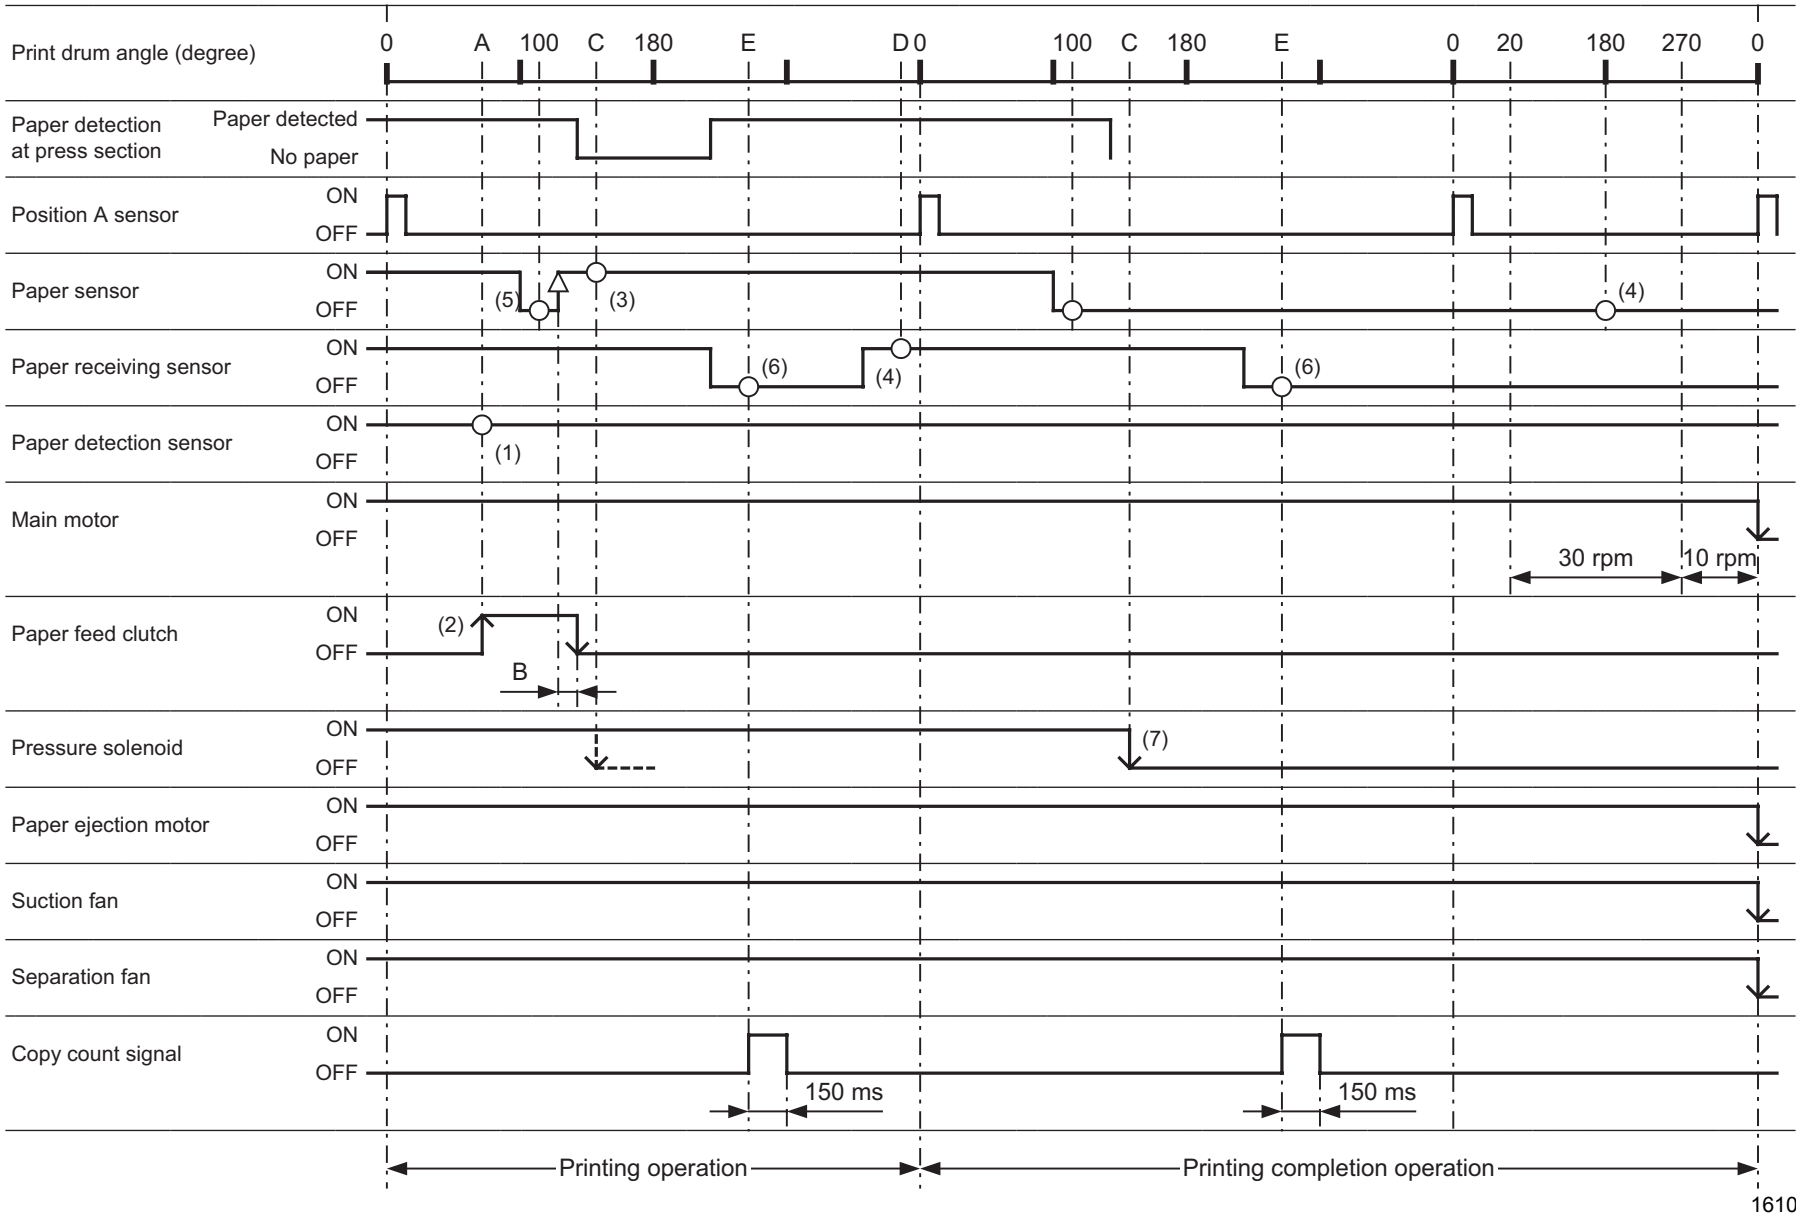 Print drum angle (degree) 0 A 100 C 180 E D 0 100 C 180 E 0 20 180 270 0
Paper detection at press section Paper detected
No paper
Position A sensor ON
OFF
Paper sensor ON
OFF (5) (3) (4)
Paper receiving sensor ON
OFF (6) (4) (6)
Paper detection sensor ON
OFF (1)
Main motor ON
OFF
30 rpm 10 rpm
Paper feed clutch ON (2)
OFF
B
Pressure solenoid ON (7)
OFF
Paper ejection motor ON
OFF
Suction fan ON
OFF
Separation fan ON
OFF
Copy count signal ON
OFF
150 ms 150 ms
Printing operation Printing completion operation
1610